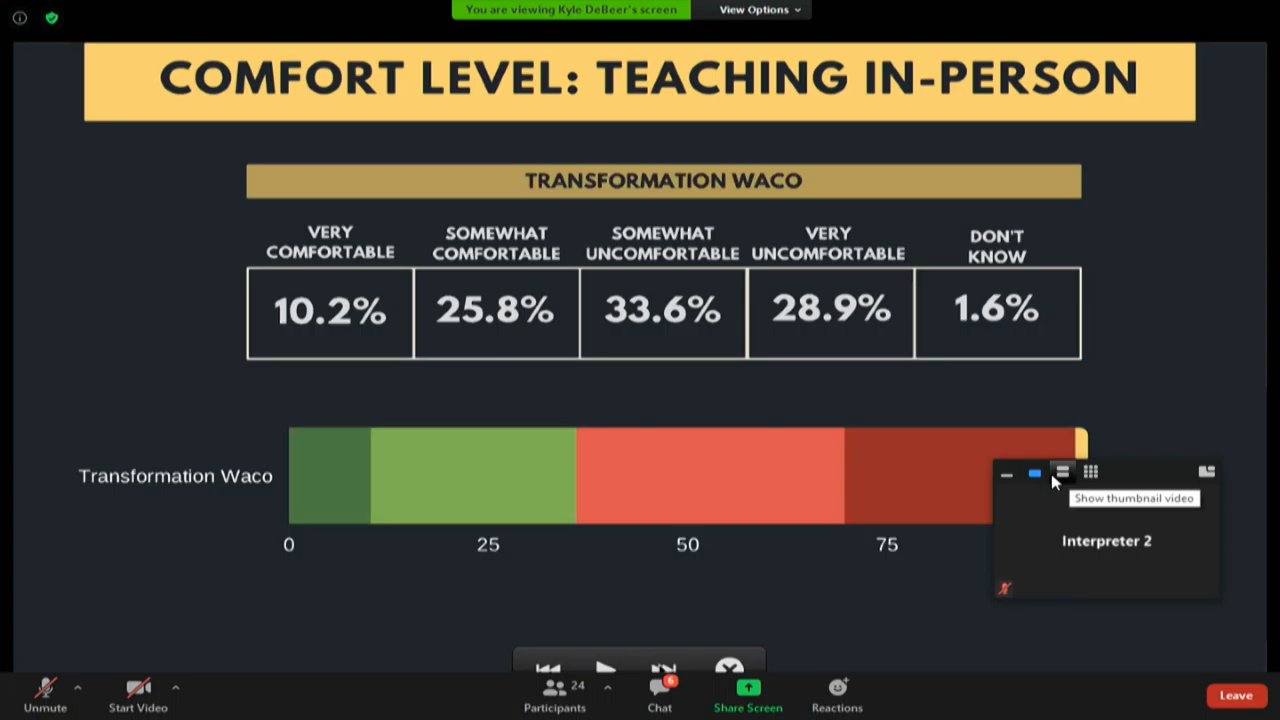 You are viewing Kyle DeBeer's screen
View Options
COMFORT LEVEL: TEACHING IN-PERSON
TRANSFORMATION WACO
VERY
COMFORTABLE
SOMEWHAT
COMFORTABLE
SOMEWHAT
UNCOMFORTABLE
VERY
UNCOMFORTABLE
DON'T
KNOW
10.2%
25.8%
33.6%
28.9%
1.6%
Transformation Waco
0
25
50
75
Show thumbnail video
Interpreter 2
Unmute
Start Video
24
Participants
6
Chat
Share Screen
Reactions
Leave